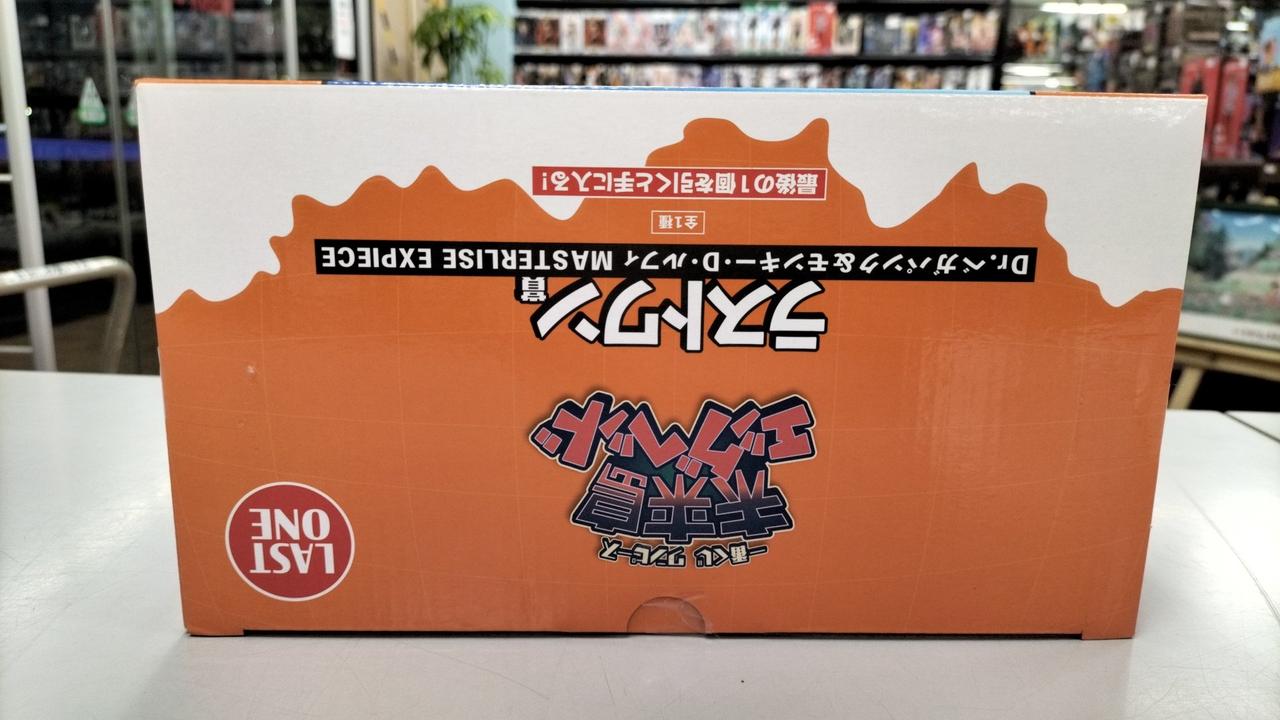 一番くじ ワンピース
未来島
エッグヘッド
LAST
ONE
ラストワン賞
Dr.ベガパンク&モンキー・D・ルフィ MASTERLISE EXPIECE
全1種
最後の1個を引くと手に入る!